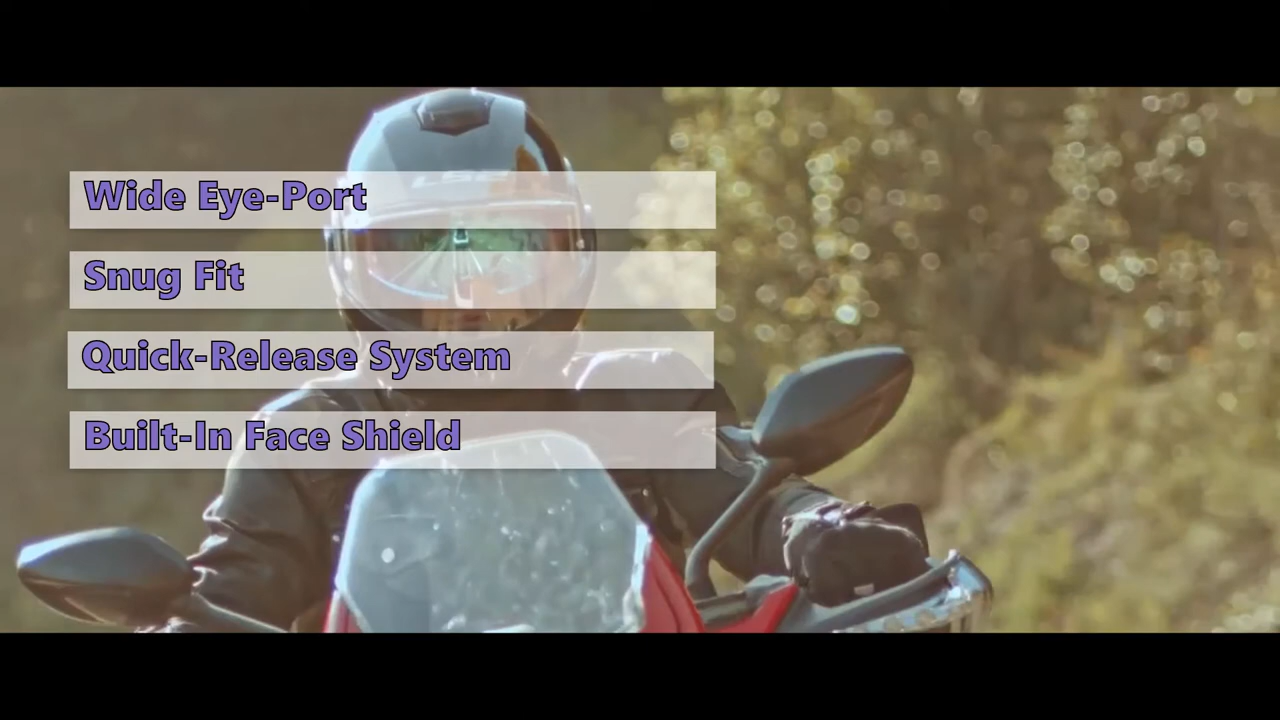 Wide Eye-Port
Snug Fit
Quick-Release System
Built-In Face Shield